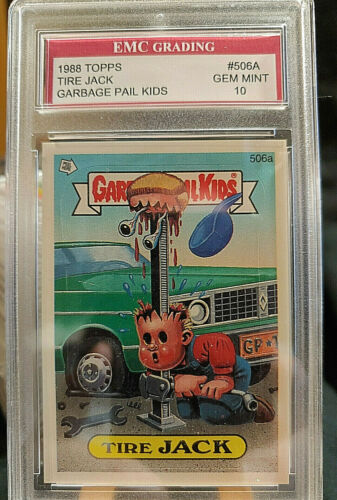 EMC GRADING
1988 TOPPS #506A
TIRE JACK GEM MINT
GARBAGE PAIL KIDS 10
506a
GARBAGE PAIL KIDS
GP
TIRE JACK